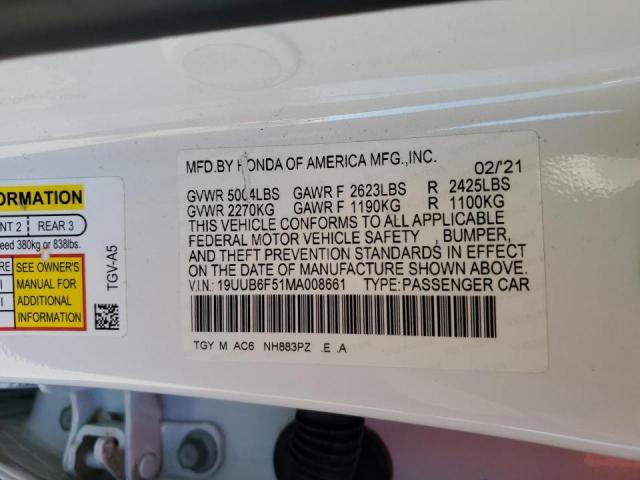 MFD.BY HONDA OF AMERICA MFG.,INC. 02/'21
GVWR 5004LBS GAWR F 2623LBS R 2425LBS
GVWR 2270KG GAWR F 1190KG R 1100KG
THIS VEHICLE CONFORMS TO ALL APPLICABLE
FEDERAL MOTOR VEHICLE SAFETY , BUMPER,
AND THEFT PREVENTION STANDARDS IN EFFECT
ON THE DATE OF MANUFACTURE SHOWN ABOVE.
V.I.N.: 19UUB6F51MA008661 TYPE:PASSENGER CAR
TGY M AC6 NH883PZ .E .A
ORMATION
NT 2 REAR 3
eed 380kg or 838lbs.
RE SEE OWNER'S
MANUAL FOR
ADDITIONAL
INFORMATION
TGV-A5